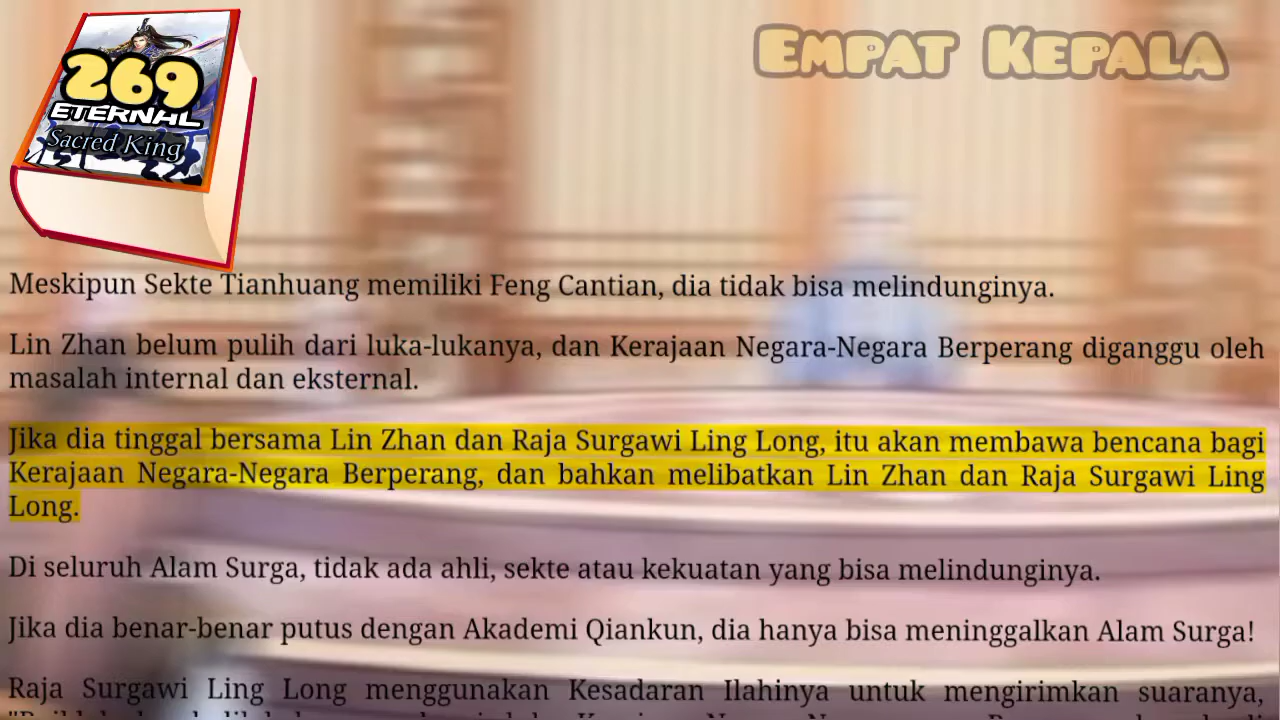 269
ETERNAL
Sacred King
EMPAT KEPALA
Meskipun Sekte Tianhuang memiliki Feng Cantian, dia tidak bisa melindunginya.
Lin Zhan belum pulih dari luka-lukanya, dan Kerajaan Negara-Negara Berperang diganggu oleh
masalah internal dan eksternal.
Jika dia tinggal bersama Lin Zhan dan Raja Surgawi Ling Long, itu akan membawa bencana bagi
Kerajaan Negara-Negara Berperang, dan bahkan melibatkan Lin Zhan dan Raja Surgawi Ling
Long.
Di seluruh Alam Surga, tidak ada ahli, sekte atau kekuatan yang bisa melindunginya.
Jika dia benar-benar putus dengan Akademi Qiankun, dia hanya bisa meninggalkan Alam Surga!
Raja Surgawi Ling Long menggunakan Kesadaran Ilahinya untuk mengirimkan suaranya,